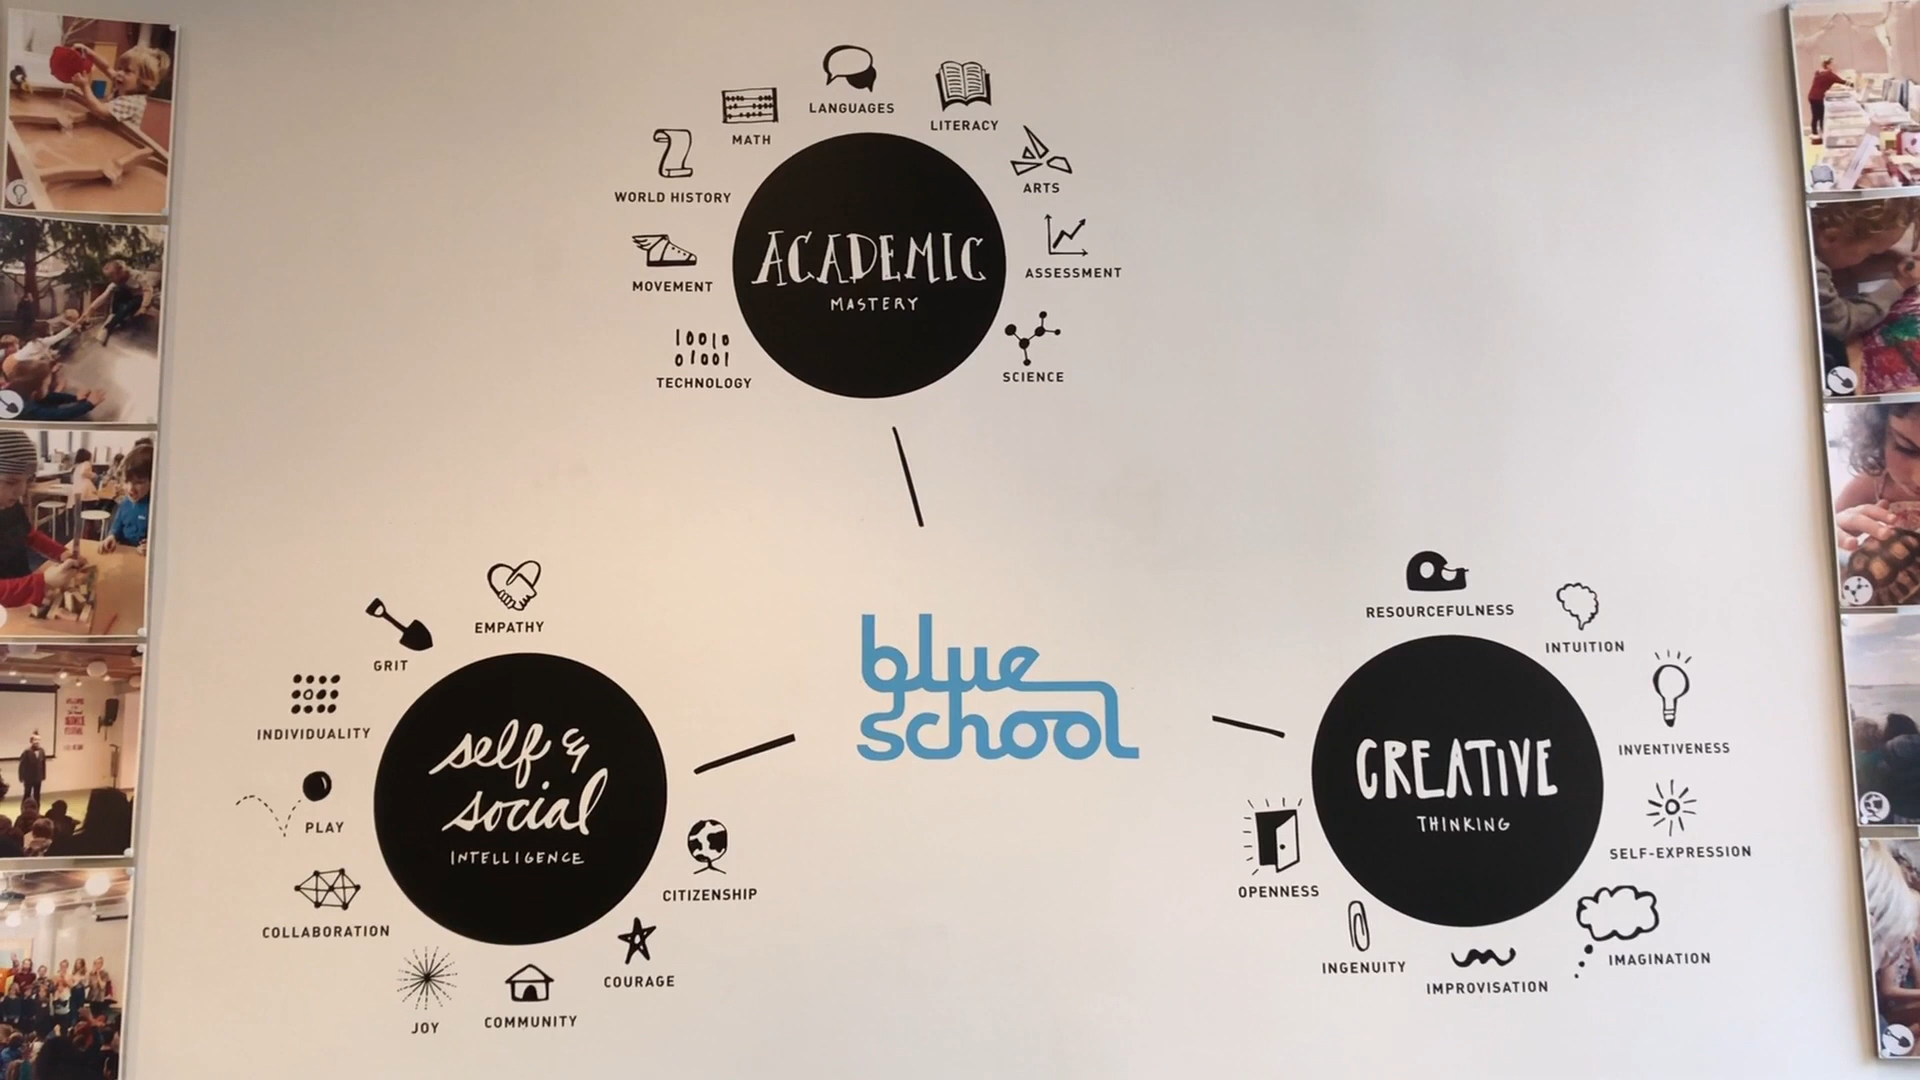 LANGUAGES
LITERACY
MATH
ARTS
WORLD HISTORY
ASSESSMENT
MOVEMENT
SCIENCE
10010
01001
TECHNOLOGY
ACADEMIC
MASTERY
blue
school
EMPATHY
GRIT
INDIVIDUALITY
PLAY
COLLABORATION
JOY
COMMUNITY
COURAGE
CITIZENSHIP
self &
social
INTELLIGENCE
RESOURCEFULNESS
INTUITION
INVENTIVENESS
SELF-EXPRESSION
IMAGINATION
IMPROVISATION
INGENUITY
OPENNESS
CREATIVE
THINKING